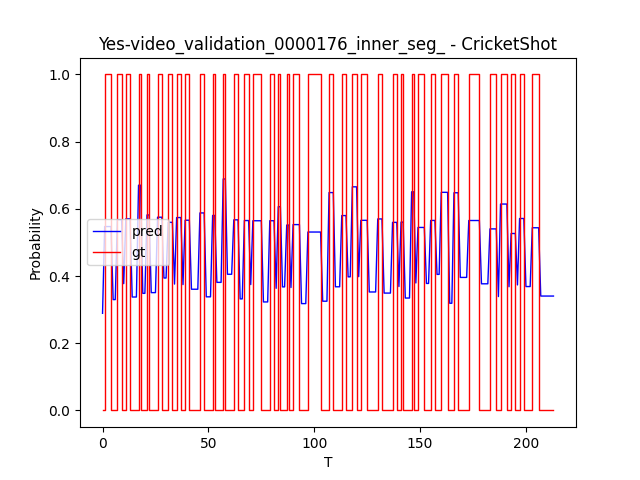 Yes-video_validation_0000176_inner_seg_ - CricketShot
1.0
0.8
0.6
0.4
0.2
0.0
Probability
pred
gt
0
50
100
150
200
T